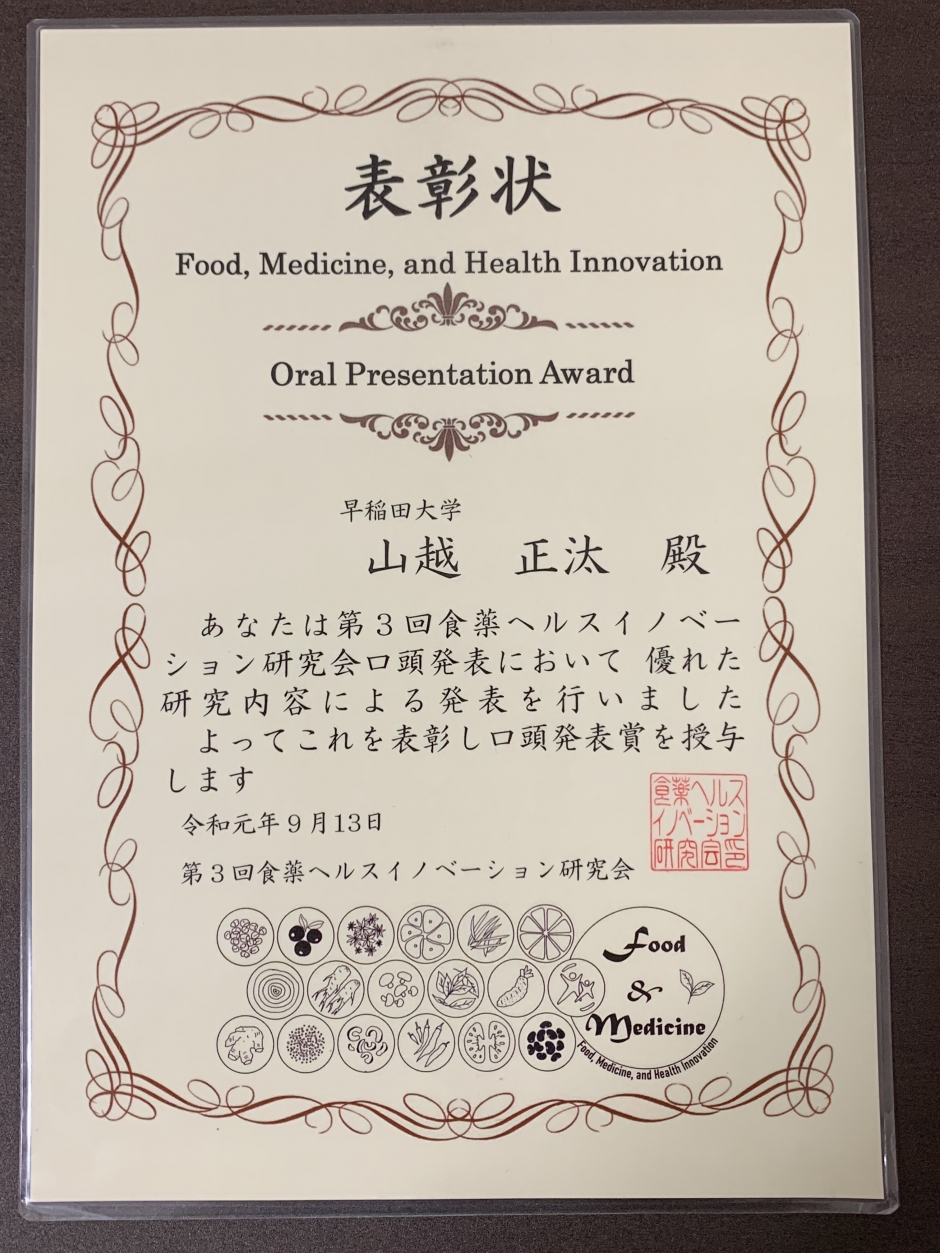 表彰状
Food, Medicine, and Health Innovation
Oral Presentation Award
早稲田大学
山越　正汰　殿
あなたは第３回食薬ヘルスイノベー
ション研究会口頭発表において 優れた
研究内容による発表を行いました
よってこれを表彰し口頭発表賞を授与
します
令和元年９月13日
第３回食薬ヘルスイノベーション研究会
食薬ヘルス
イノベーション
研究会印
Food
&
Medicine
Food, Medicine, and Health Innovation